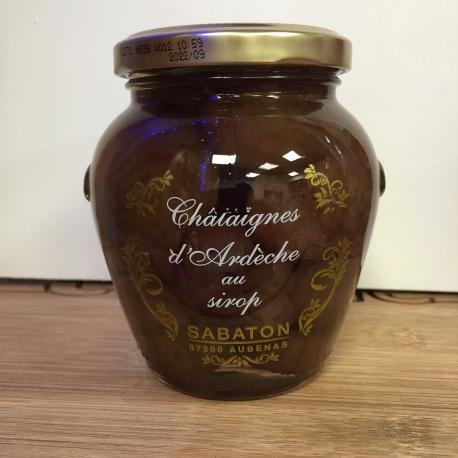 2022/09
Châtaignes
d'Ardèche
au
sirop
SABATON
07200 AUBENAS